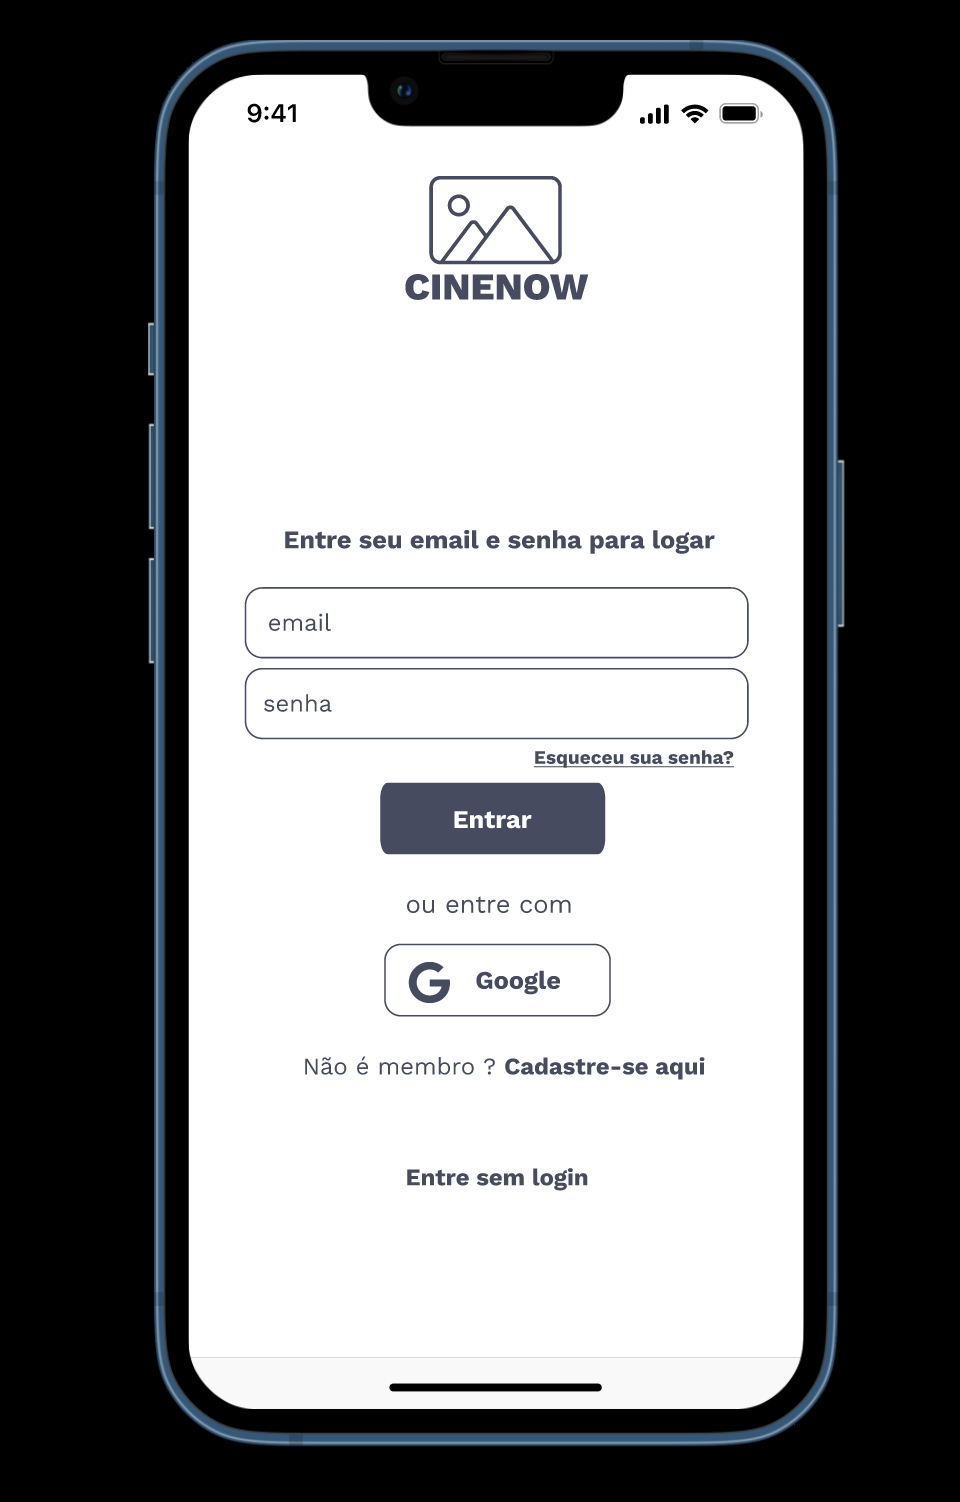 9:41
CINENOW
Entre seu email e senha para logar
email
senha
Esqueceu sua senha?
Entrar
ou entre com
G Google
Não é membro ? Cadastre-se aqui
Entre sem login